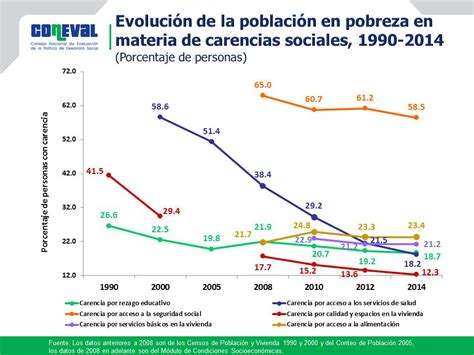 CONEVAL
Consejo Nacional de Evaluación
de la Política de Desarrollo Social
Evolución de la población en pobreza en
materia de carencias sociales, 1990-2014
(Porcentaje de personas)
Porcentaje de personas con carencia
72.0
62.0
52.0
42.0
32.0
22.0
12.0
65.0
60.7
61.2
58.5
58.6
51.4
38.4
29.2
21.5
18.2
41.5
29.4
26.6
22.5
19.8
21.9
20.7
19.2
18.7
21.7
24.8
23.3
23.4
22.9
21.2
21.2
17.7
15.2
13.6
12.3
1990
2000
2005
2008
2010
2012
2014
Carencia por rezago educativo
Carencia por acceso a los servicios de salud
Carencia por acceso a la seguridad social
Carencia por calidad y espacios en la vivienda
Carencia por servicios básicos en la vivienda
Carencia por acceso a la alimentación
Fuente: Los datos anteriores a 2008 son de los Censos de Población y Vivienda 1990 y 2000 y del Conteo de Población 2005;
los datos de 2008 en adelante son del Módulo de Condiciones Socioeconómicas.